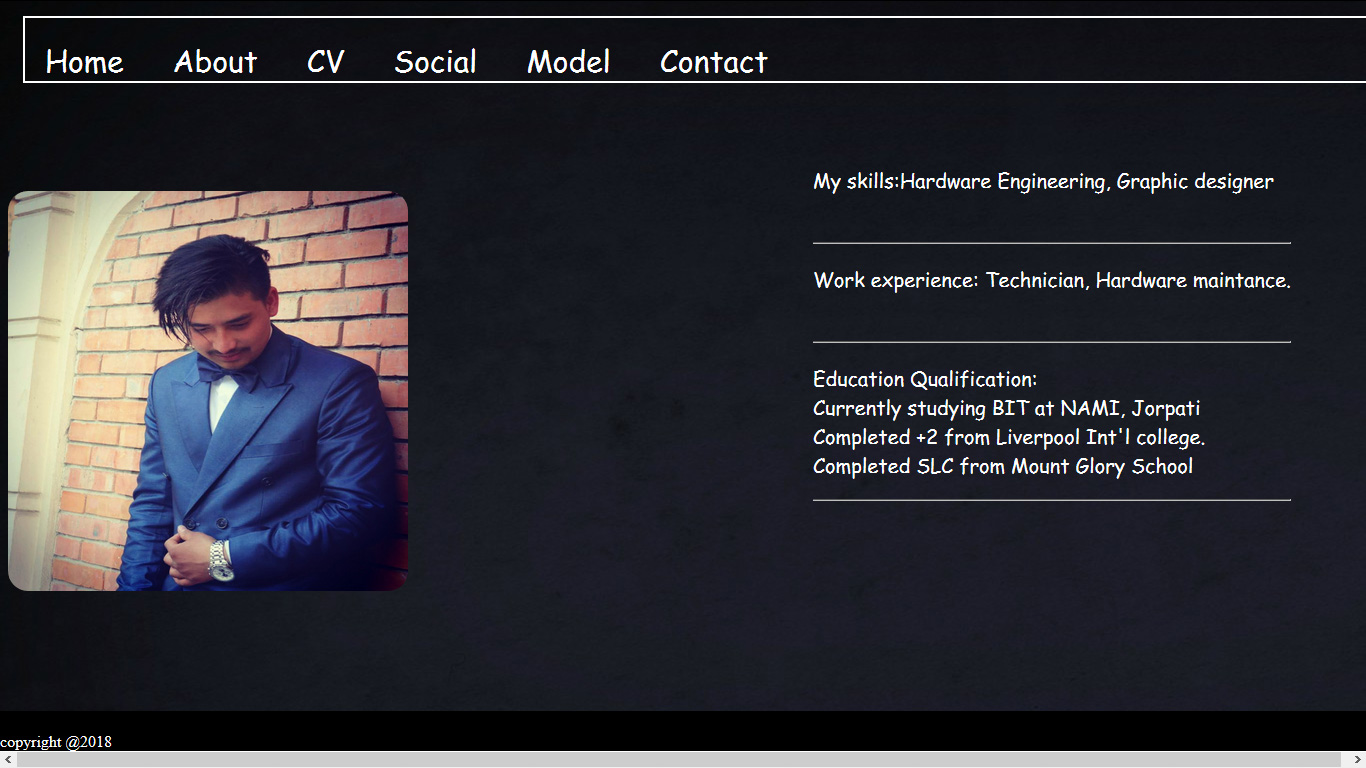 Home About CV Social Model Contact
My skills:Hardware Engineering, Graphic designer
Work experience: Technician, Hardware maintance.
Education Qualification:
Currently studying BIT at NAMI, Jorpati
Completed +2 from Liverpool Int'l college.
Completed SLC from Mount Glory School
copyright @2018